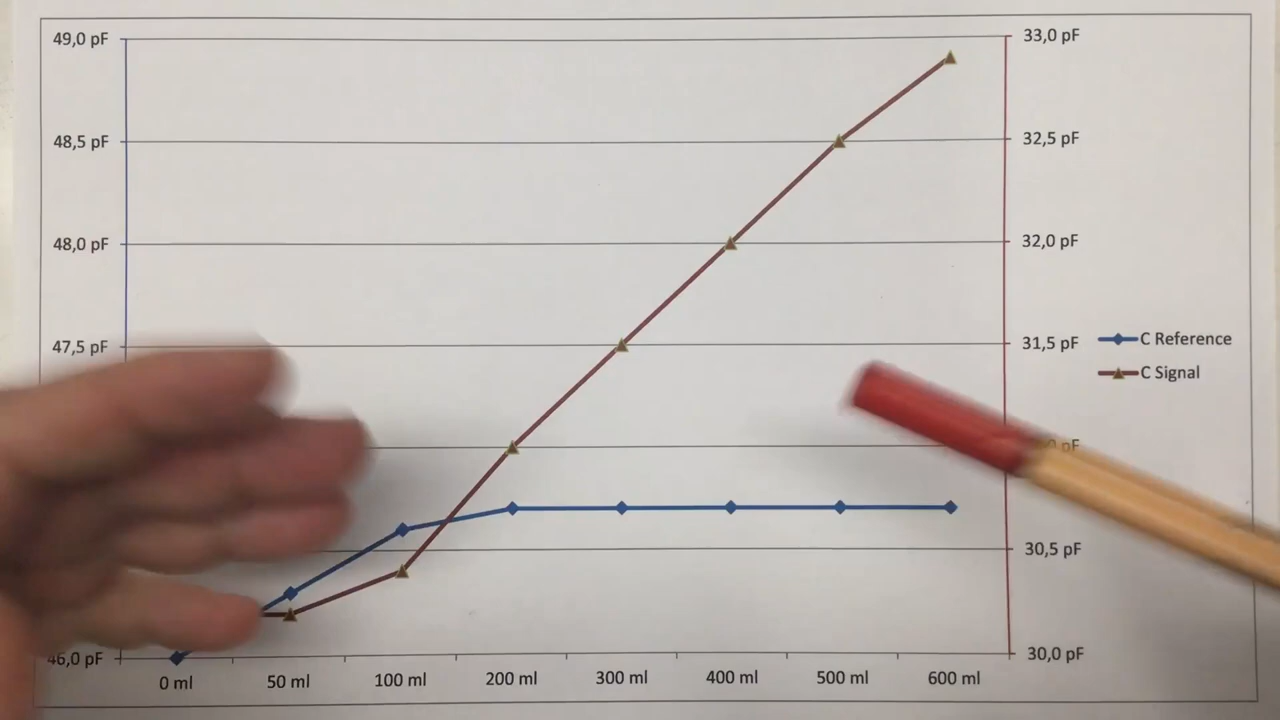 49,0 pF
48,5 pF
48,0 pF
47,5 pF
46,0 pF
33,0 pF
32,5 pF
32,0 pF
31,5 pF
pF
30,5 pF
30,0 pF
C Reference
C Signal
0 ml 50 ml 100 ml 200 ml 300 ml 400 ml 500 ml 600 ml